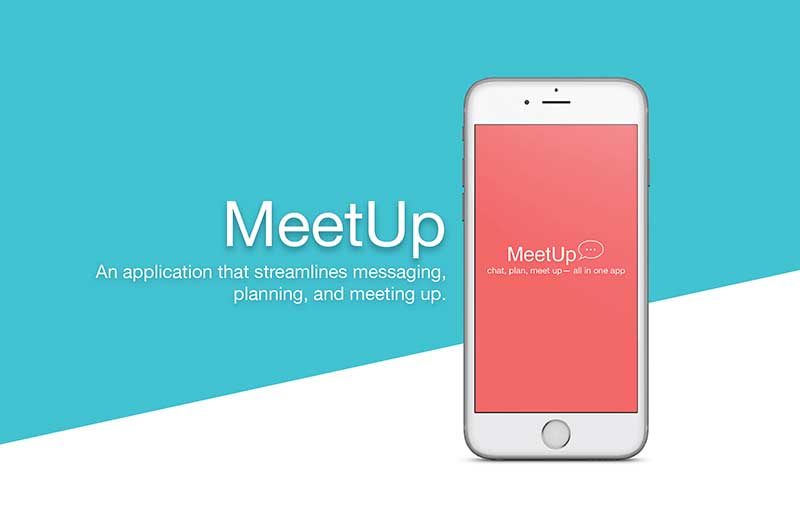 MeetUp
An application that streamlines messaging,
planning, and meeting up.
MeetUp
chat, plan, meet up— all in one app